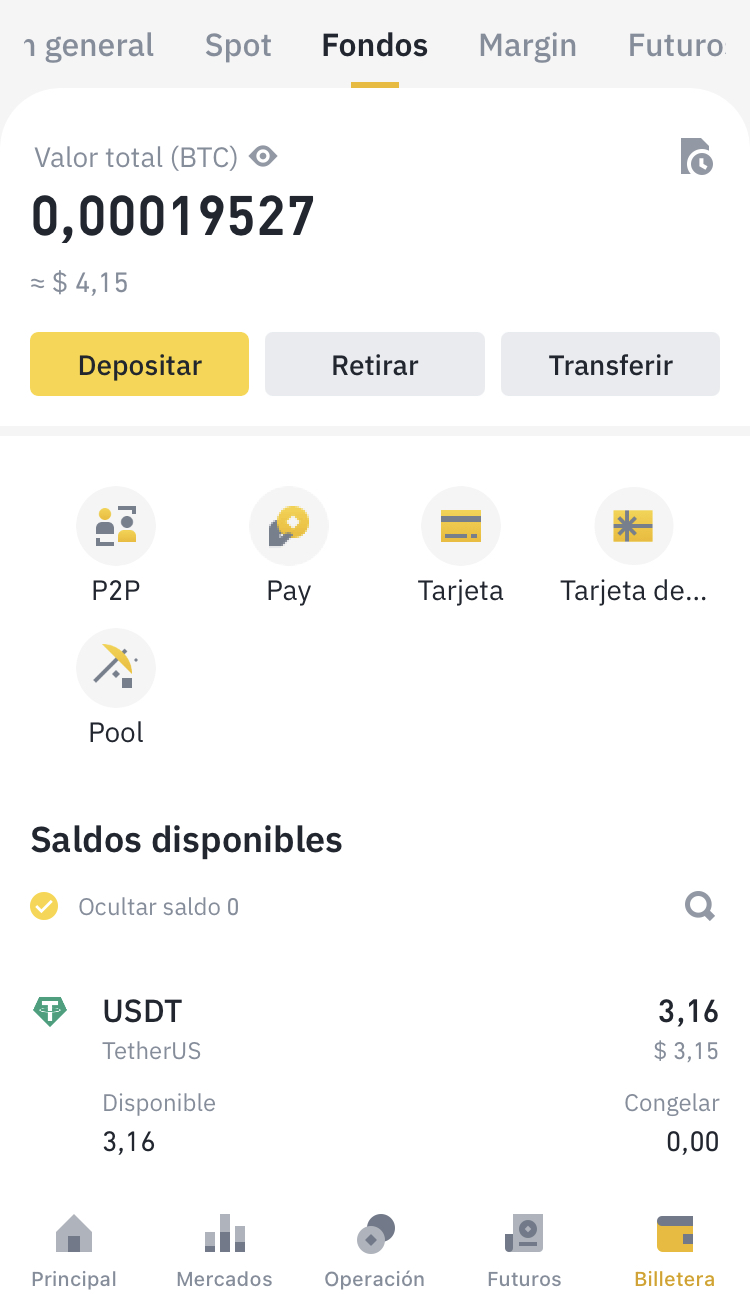 n general Spot Fondos Margin Futuro
Valor total (BTC)
0,00019527
≈ $ 4,15
Depositar Retirar Transferir
P2P Pay Tarjeta Tarjeta de...
Pool
Saldos disponibles
Ocultar saldo 0
USDT 3,16
TetherUS $ 3,15
Disponible Congelar
3,16 0,00
Principal Mercados Operación Futuros Billetera